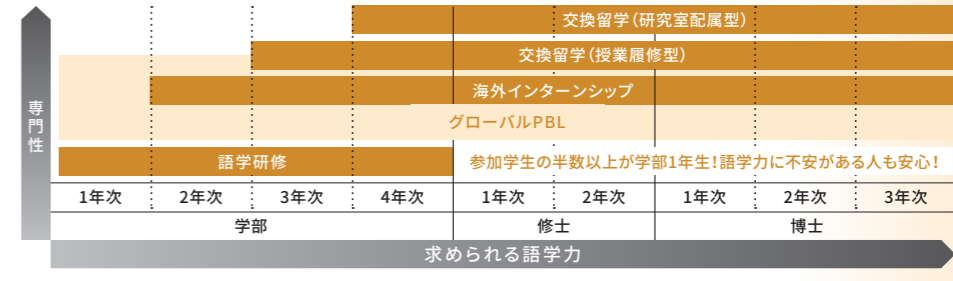 交換留学(研究室配属型)
交換留学(授業履修型)
海外インターンシップ
グローバルPBL
専門性
語学研修
参加学生の半数以上が学部1年生!語学力に不安がある人も安心!
1年次 2年次 3年次 4年次 1年次 2年次 1年次 2年次 3年次
学部 修士 博士
求められる語学力